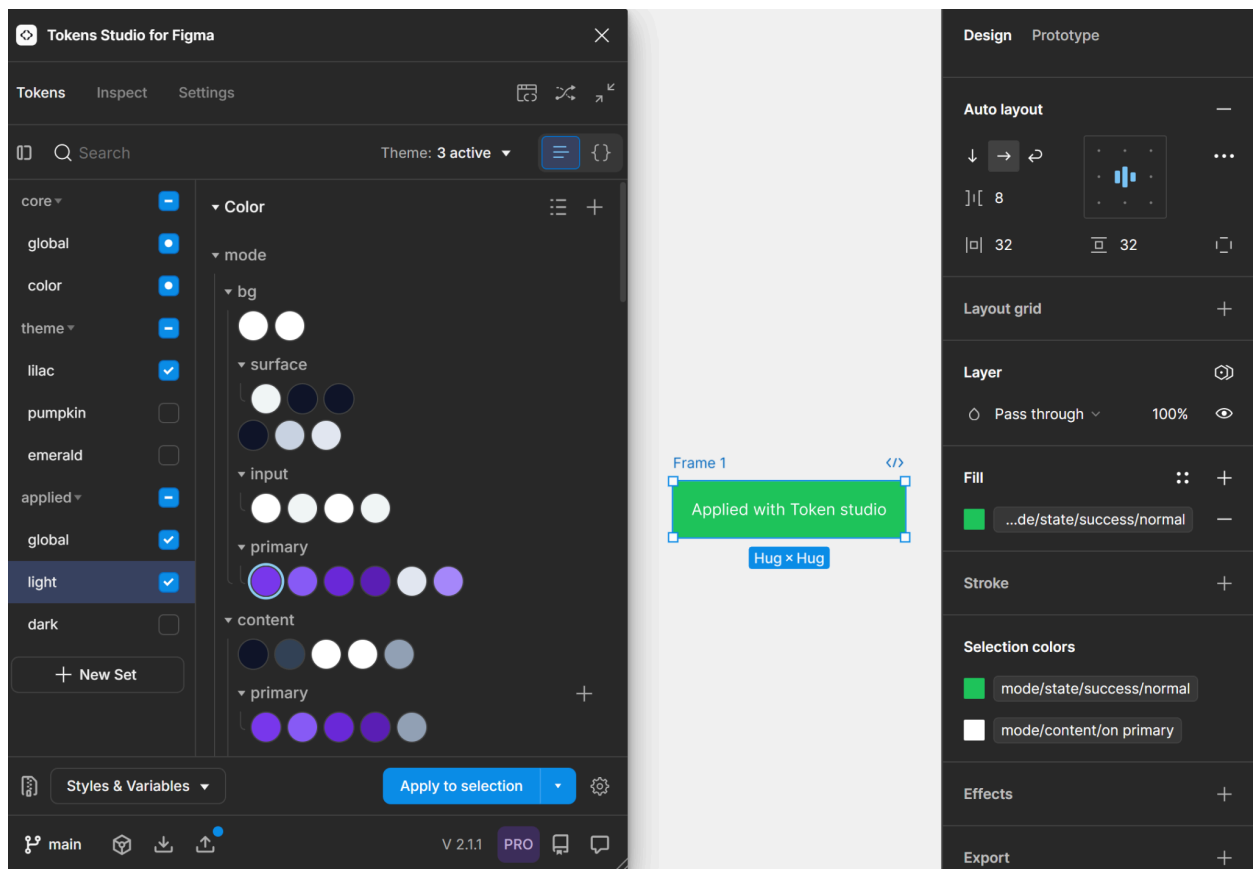 Tokens Studio for Figma
Tokens
Inspect
Settings
Search
Theme: 3 active
core
global
color
theme
lilac
pumpkin
emerald
applied
global
light
dark
New Set
Color
mode
bg
surface
input
primary
content
primary
Styles & Variables
Apply to selection
main
V 2.1.1
PRO
Frame 1
</>
Applied with Token studio
Hug × Hug
Design
Prototype
Auto layout
8
32
32
Layout grid
Layer
Pass through
100%
Fill
...de/state/success/normal
Stroke
Selection colors
mode/state/success/normal
mode/content/on primary
Effects
Export